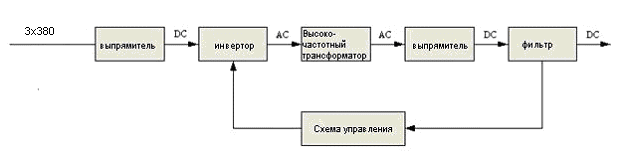 3x380
выпрямитель
DC
инвертор
AC
Высоко-
частотный
трансформатор
AC
выпрямитель
DC
фильтр
DC
Схема управления